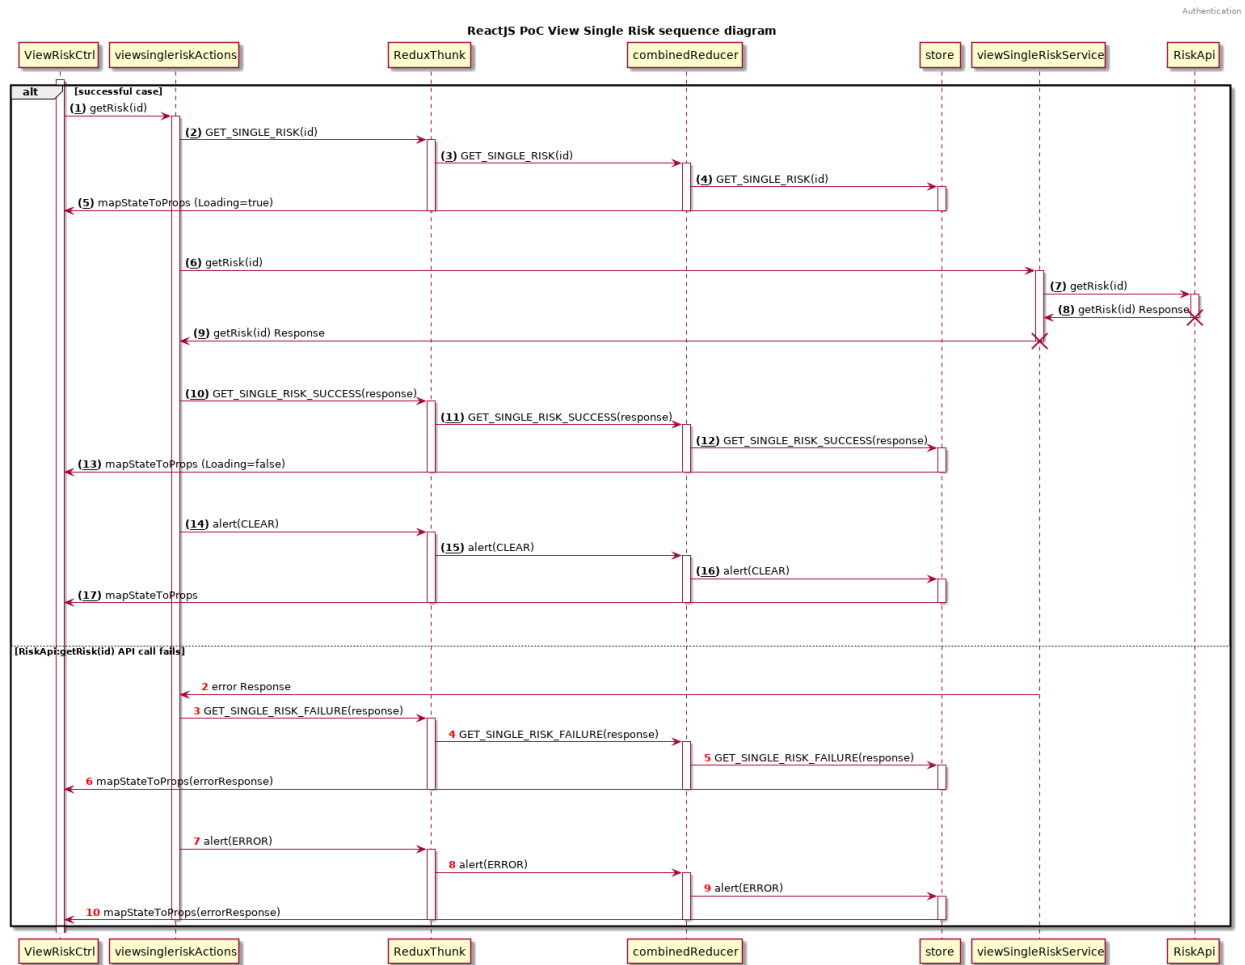 Authentication
ReactJS PoC View Single Risk sequence diagram
ViewRiskCtrl viewsingleriskActions ReduxThunk combinedReducer store viewSingleRiskService RiskApi
alt [successful case]
(1) getRisk(id)
(2) GET_SINGLE_RISK(id)
(3) GET_SINGLE_RISK(id)
(4) GET_SINGLE_RISK(id)
(5) mapStateToProps (Loading=true)
(6) getRisk(id)
(7) getRisk(id)
(8) getRisk(id) Response
(9) getRisk(id) Response
(10) GET_SINGLE_RISK_SUCCESS(response)
(11) GET_SINGLE_RISK_SUCCESS(response)
(12) GET_SINGLE_RISK_SUCCESS(response)
(13) mapStateToProps (Loading=false)
(14) alert(CLEAR)
(15) alert(CLEAR)
(16) alert(CLEAR)
(17) mapStateToProps
[RiskApi:getRisk(id) API call fails]
2 error Response
3 GET_SINGLE_RISK_FAILURE(response)
4 GET_SINGLE_RISK_FAILURE(response)
5 GET_SINGLE_RISK_FAILURE(response)
6 mapStateToProps(errorResponse)
7 alert(ERROR)
8 alert(ERROR)
9 alert(ERROR)
10 mapStateToProps(errorResponse)
ViewRiskCtrl viewsingleriskActions ReduxThunk combinedReducer store viewSingleRiskService RiskApi